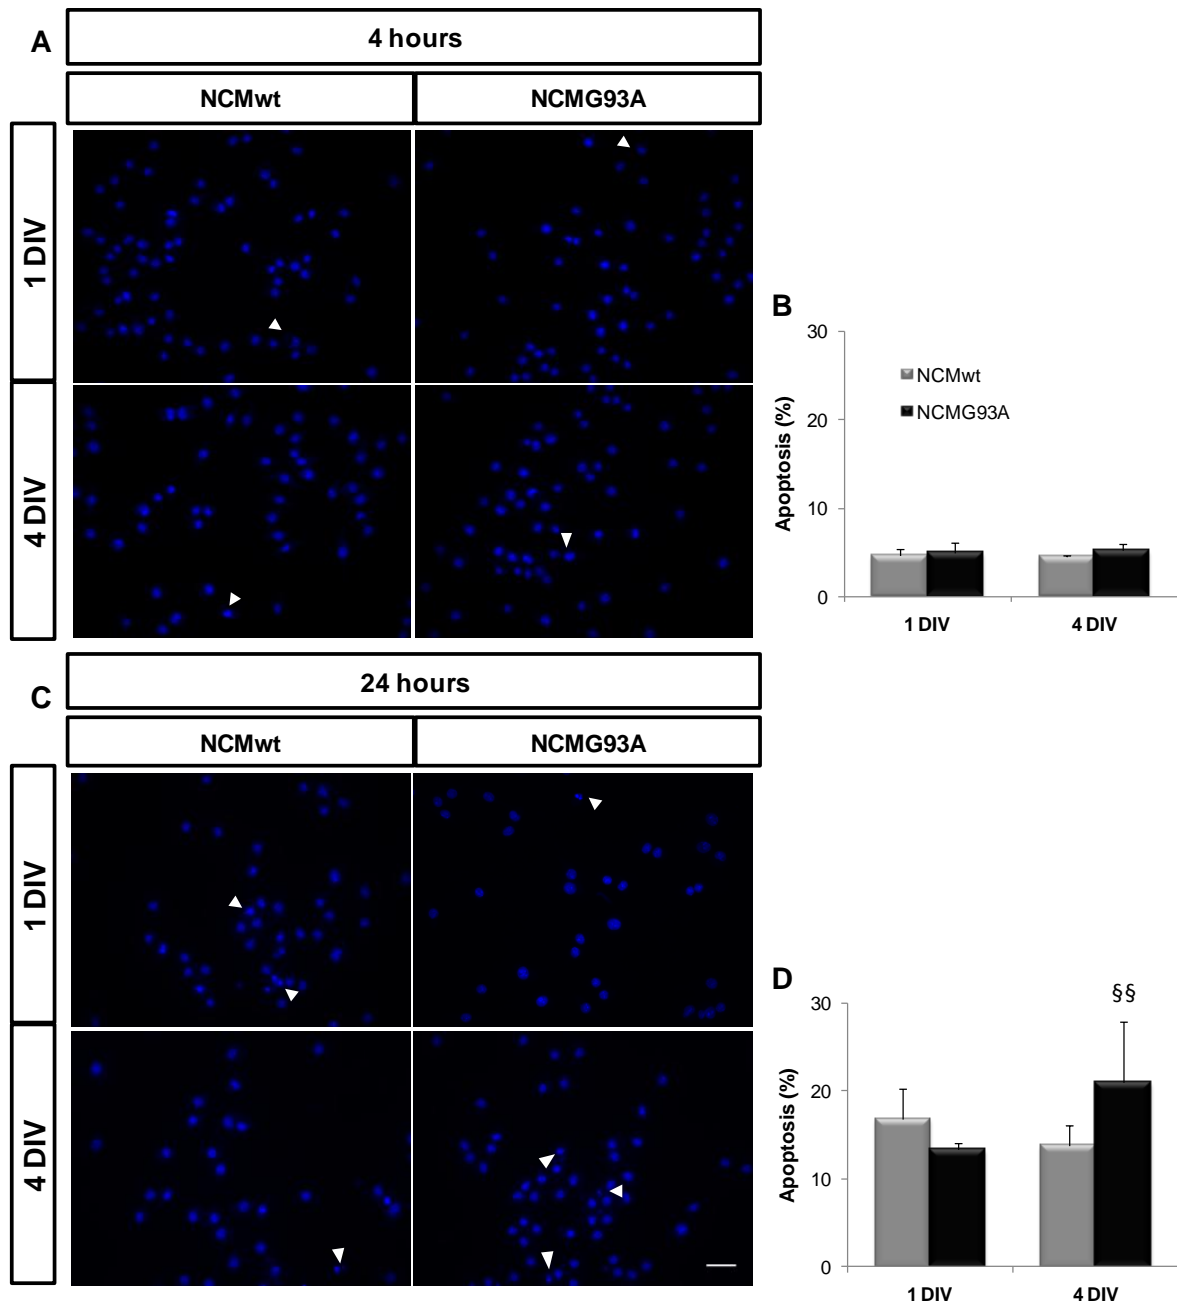 A
4 hours
NCMwt
NCMG93A
1 DIV
4 DIV
B
30
20
10
0
Apoptosis (%)
NCMwt
NCMG93A
1 DIV
4 DIV
C
24 hours
NCMwt
NCMG93A
1 DIV
4 DIV
D
§§
30
20
10
0
Apoptosis (%)
1 DIV
4 DIV